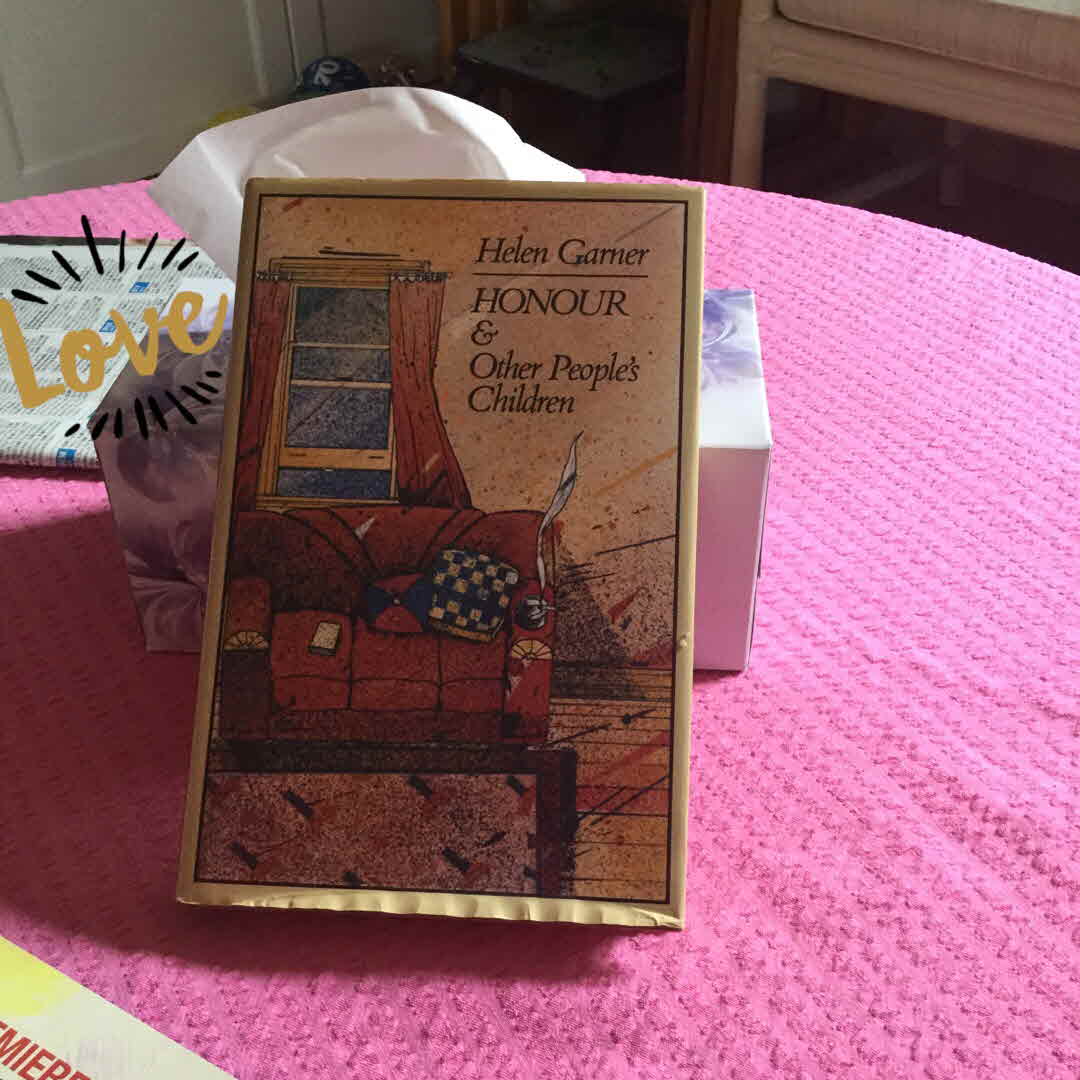 Love
Helen Garner
HONOUR
&
Other People's
Children